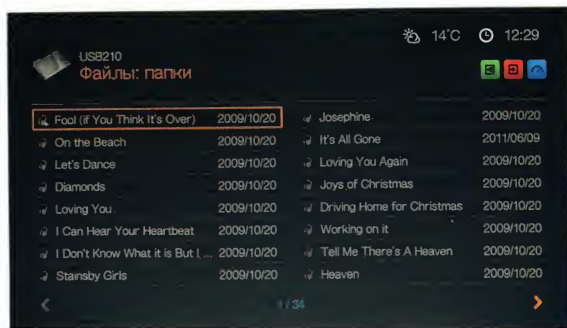 14°C 12:29
USB210
Файлы: папки
Fool (if You Think It's Over) 2009/10/20
On the Beach 2009/10/20
Let's Dance 2009/10/20
Diamonds 2009/10/20
Loving You 2009/10/20
I Can Hear Your Heartbeat 2009/10/20
I Don't Know What it is But I, ... 2009/10/20
Stainsby Girls 2009/10/20
Josephine 2009/10/20
It's All Gone 2011/06/09
Loving You Again 2009/10/20
Joys of Christmas 2009/10/20
Driving Home for Christmas 2009/10/20
Working on it 2009/10/20
Tell Me There's A Heaven 2009/10/20
Heaven 2009/10/20
1/34